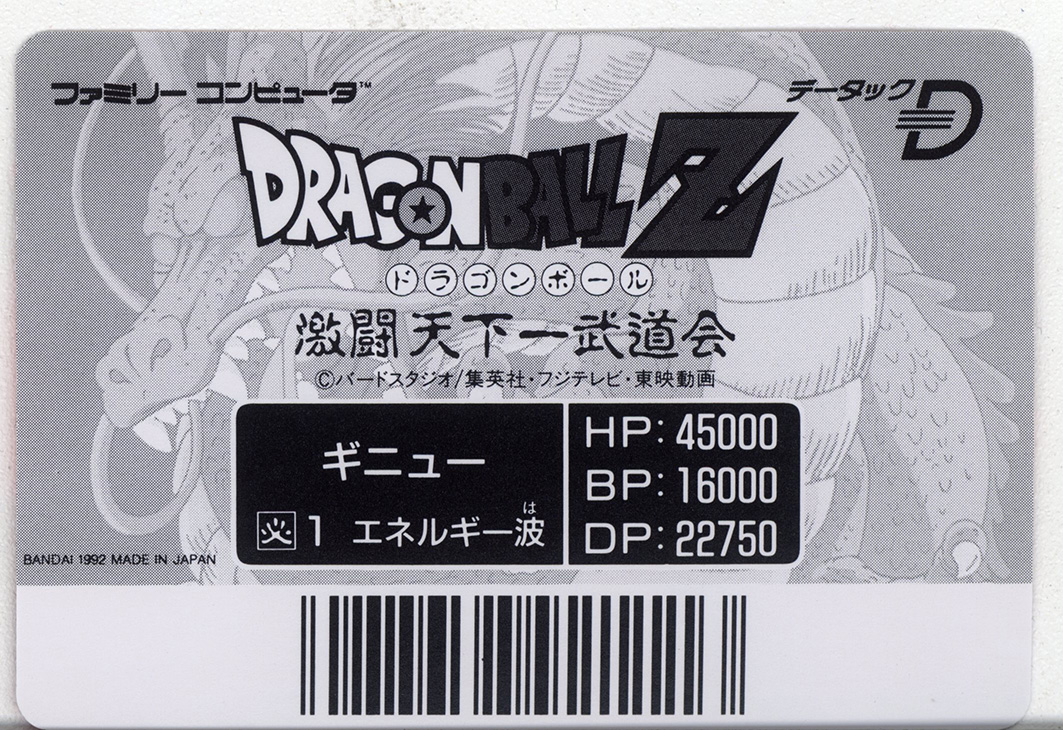 ファミリー コンピュータ™
データック D
DRAGON BALL Z
ドラゴンボール
激闘天下一武道会
©バードスタジオ/集英社・フジテレビ・東映動画
ギニュー
火1 エネルギー波
は
HP: 45000
BP: 16000
DP: 22750
BANDAI 1992 MADE IN JAPAN